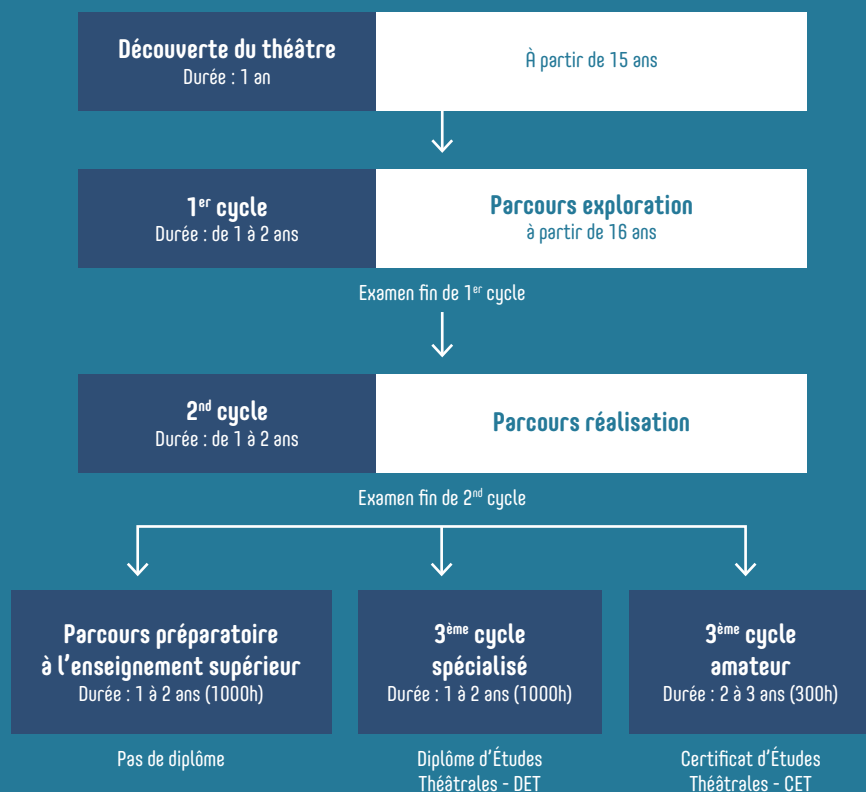 Découverte du théâtre
Durée : 1 an
À partir de 15 ans
1er cycle
Durée : de 1 à 2 ans
Parcours exploration
à partir de 16 ans
Examen fin de 1er cycle
2nd cycle
Durée : de 1 à 2 ans
Parcours réalisation
Examen fin de 2nd cycle
Parcours préparatoire
à l'enseignement supérieur
Durée : 1 à 2 ans (1000h)
Pas de diplôme
3ème cycle
spécialisé
Durée : 1 à 2 ans (1000h)
Diplôme d'Études
Théâtrales - DET
3ème cycle
amateur
Durée : 2 à 3 ans (300h)
Certificat d'Études
Théâtrales - CET